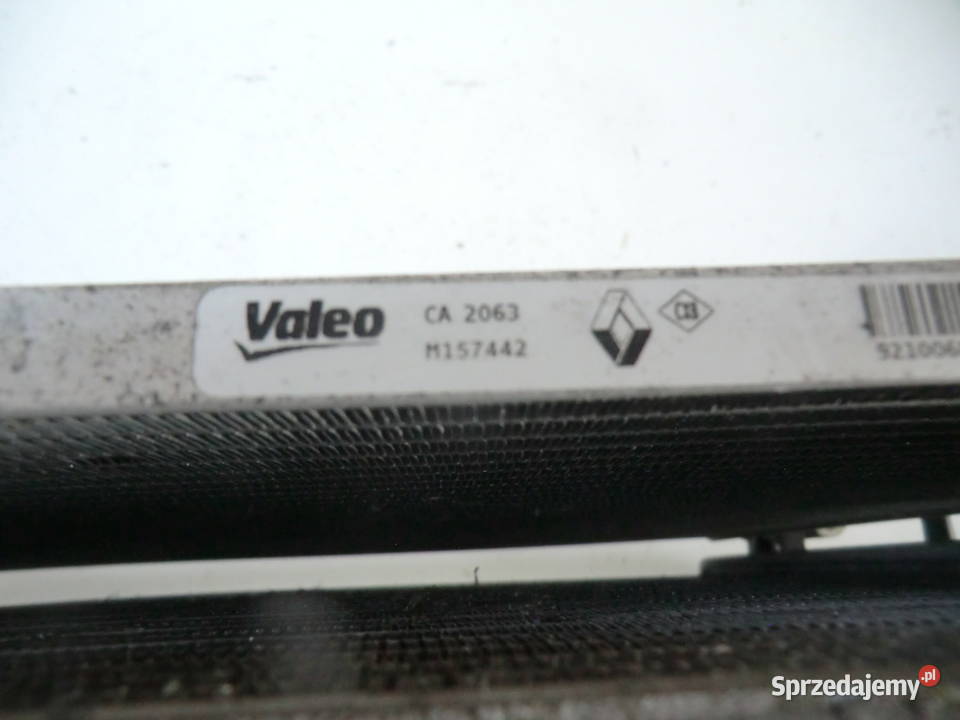 Valeo
CA 2063
M157442
Sprzedajemy.pl